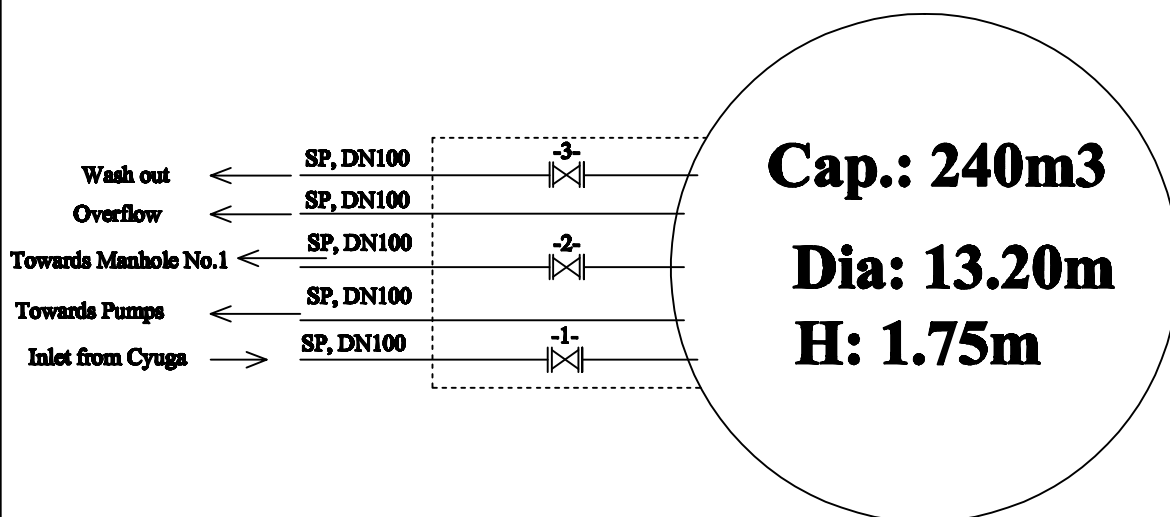 -3-
SP, DN100
Wash out
SP, DN100
Overflow
-2-
SP, DN100
Towards Manhole No.1
SP, DN100
Towards Pumps
-1-
SP, DN100
Inlet from Cyuga
Cap.: 240m3
Dia: 13.20m
H: 1.75m